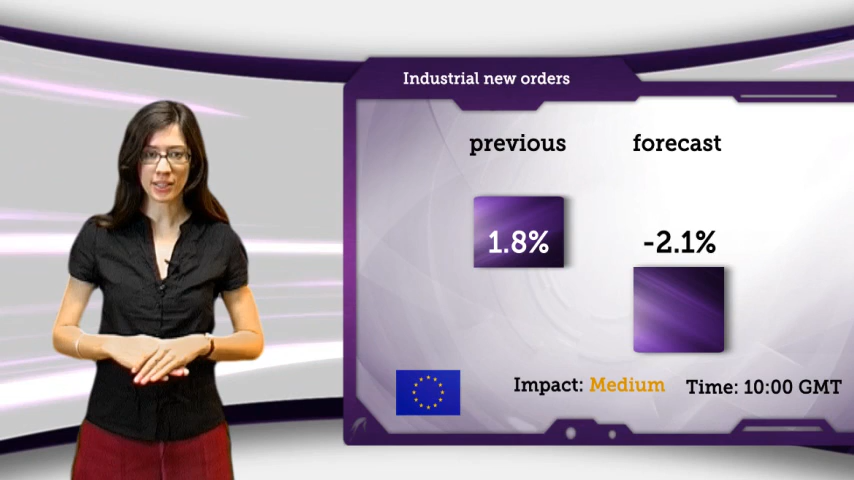 Industrial new orders
previous forecast
1.8% -2.1%
Impact: Medium Time: 10:00 GMT